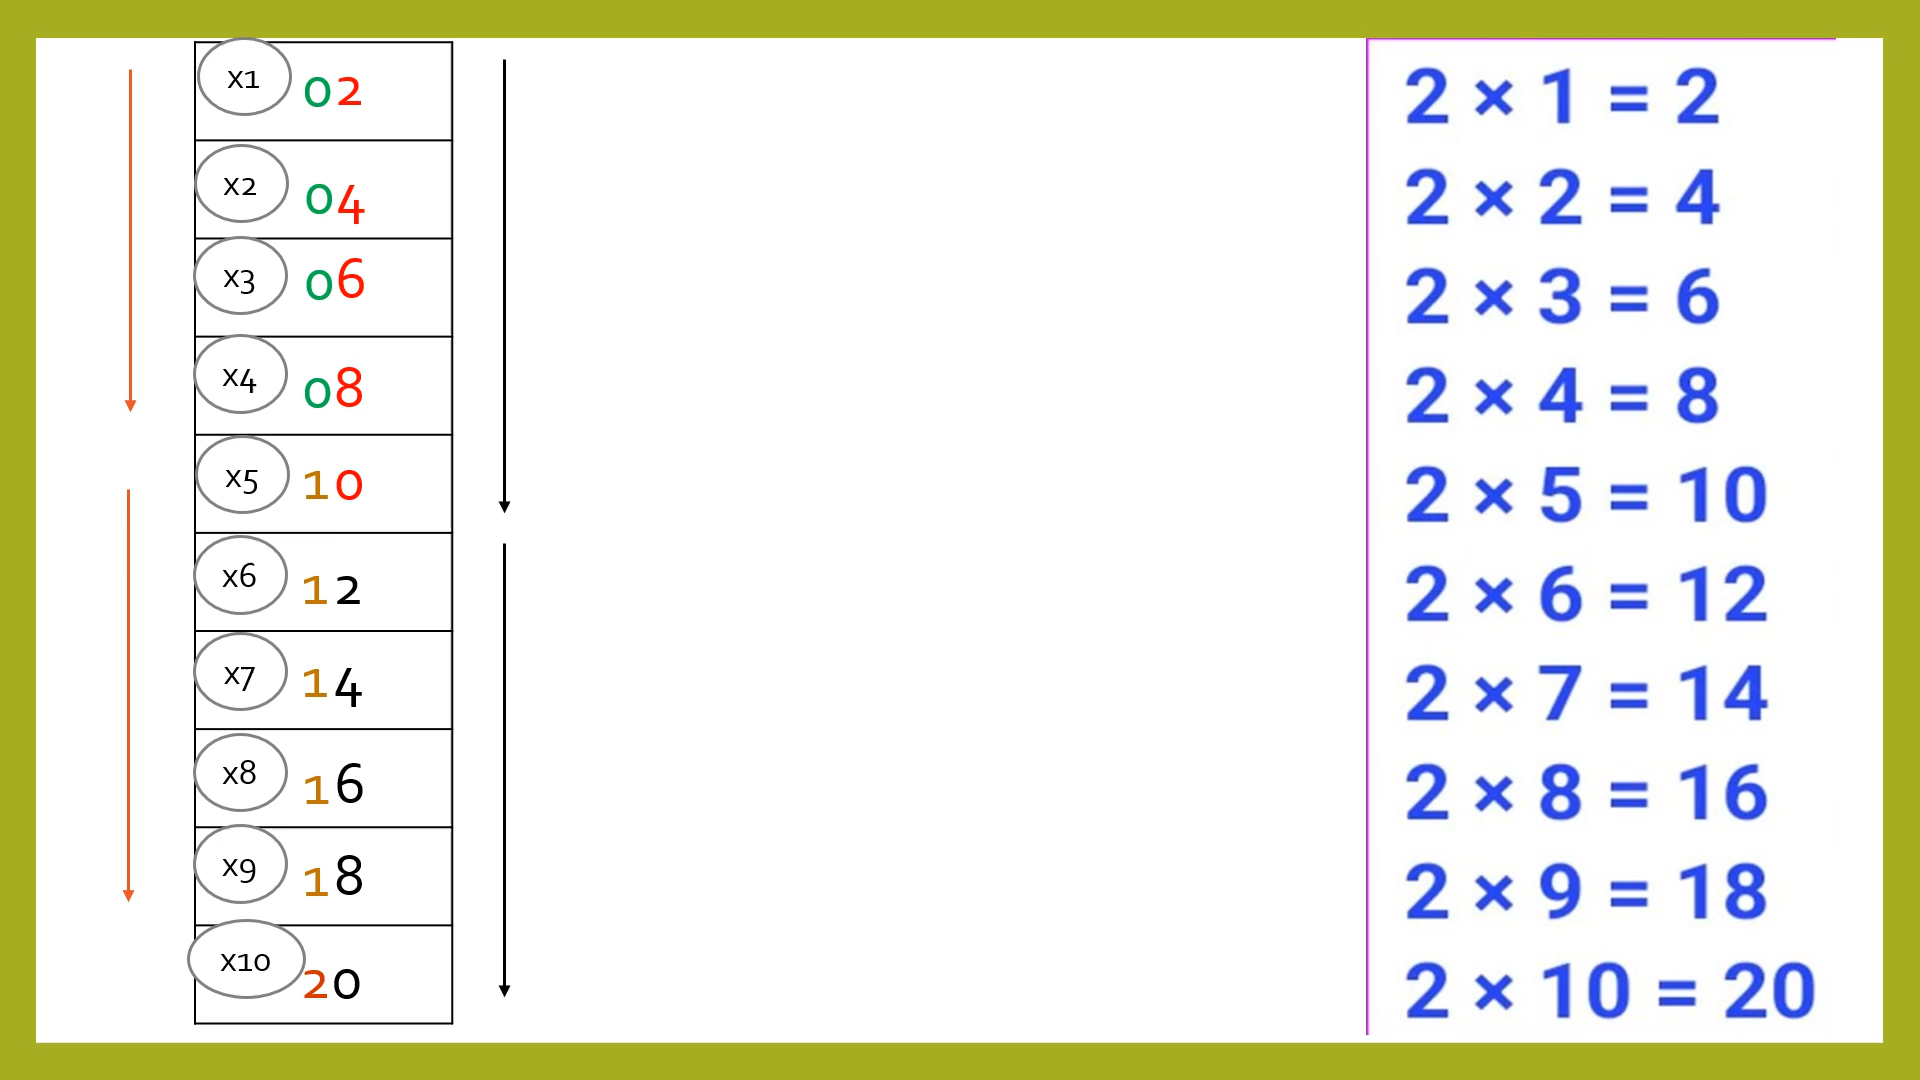 x1 02
x2 04
x3 06
x4 08
x5 10
x6 12
x7 14
x8 16
x9 18
x10 20
2 × 1 = 2
2 × 2 = 4
2 × 3 = 6
2 × 4 = 8
2 × 5 = 10
2 × 6 = 12
2 × 7 = 14
2 × 8 = 16
2 × 9 = 18
2 × 10 = 20